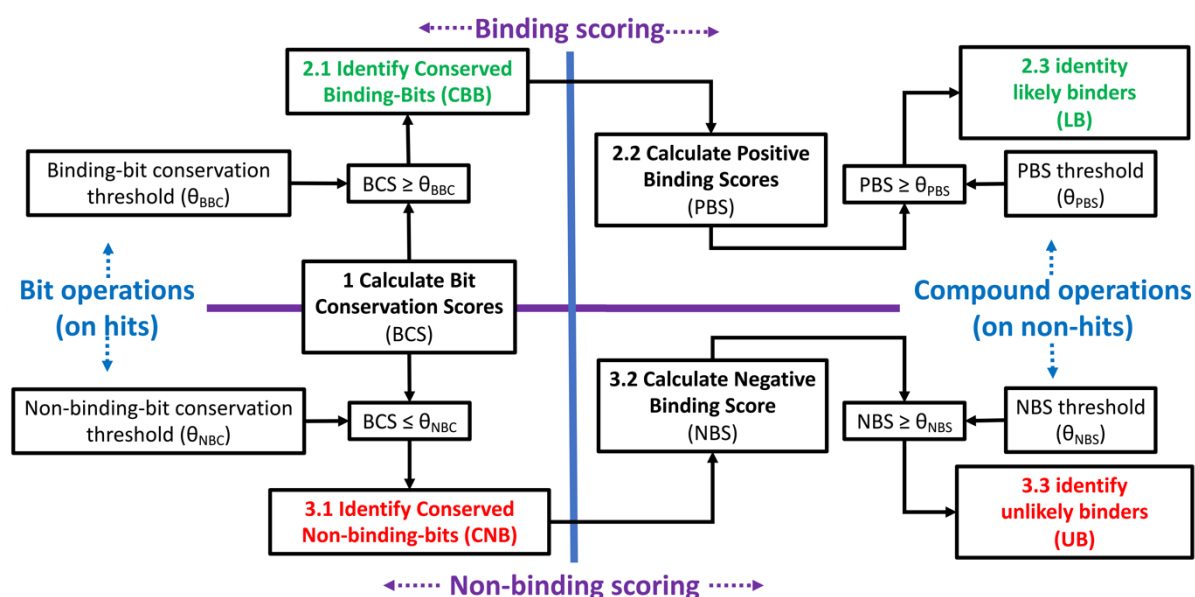 Binding scoring
2.1 Identify Conserved
Binding-Bits (CBB)
2.3 identity
likely binders
(LB)
Binding-bit conservation
threshold (θBBC)
BCS ≥ θBBC
2.2 Calculate Positive
Binding Scores
(PBS)
PBS ≥ θPBS
PBS threshold
(θPBS)
Bit operations
(on hits)
1 Calculate Bit
Conservation Scores
(BCS)
Compound operations
(on non-hits)
Non-binding-bit conservation
threshold (θNBC)
BCS ≤ θNBC
3.2 Calculate Negative
Binding Score
(NBS)
NBS ≥ θNBS
NBS threshold
(θNBS)
3.1 Identify Conserved
Non-binding-bits (CNB)
3.3 identify
unlikely binders
(UB)
Non-binding scoring